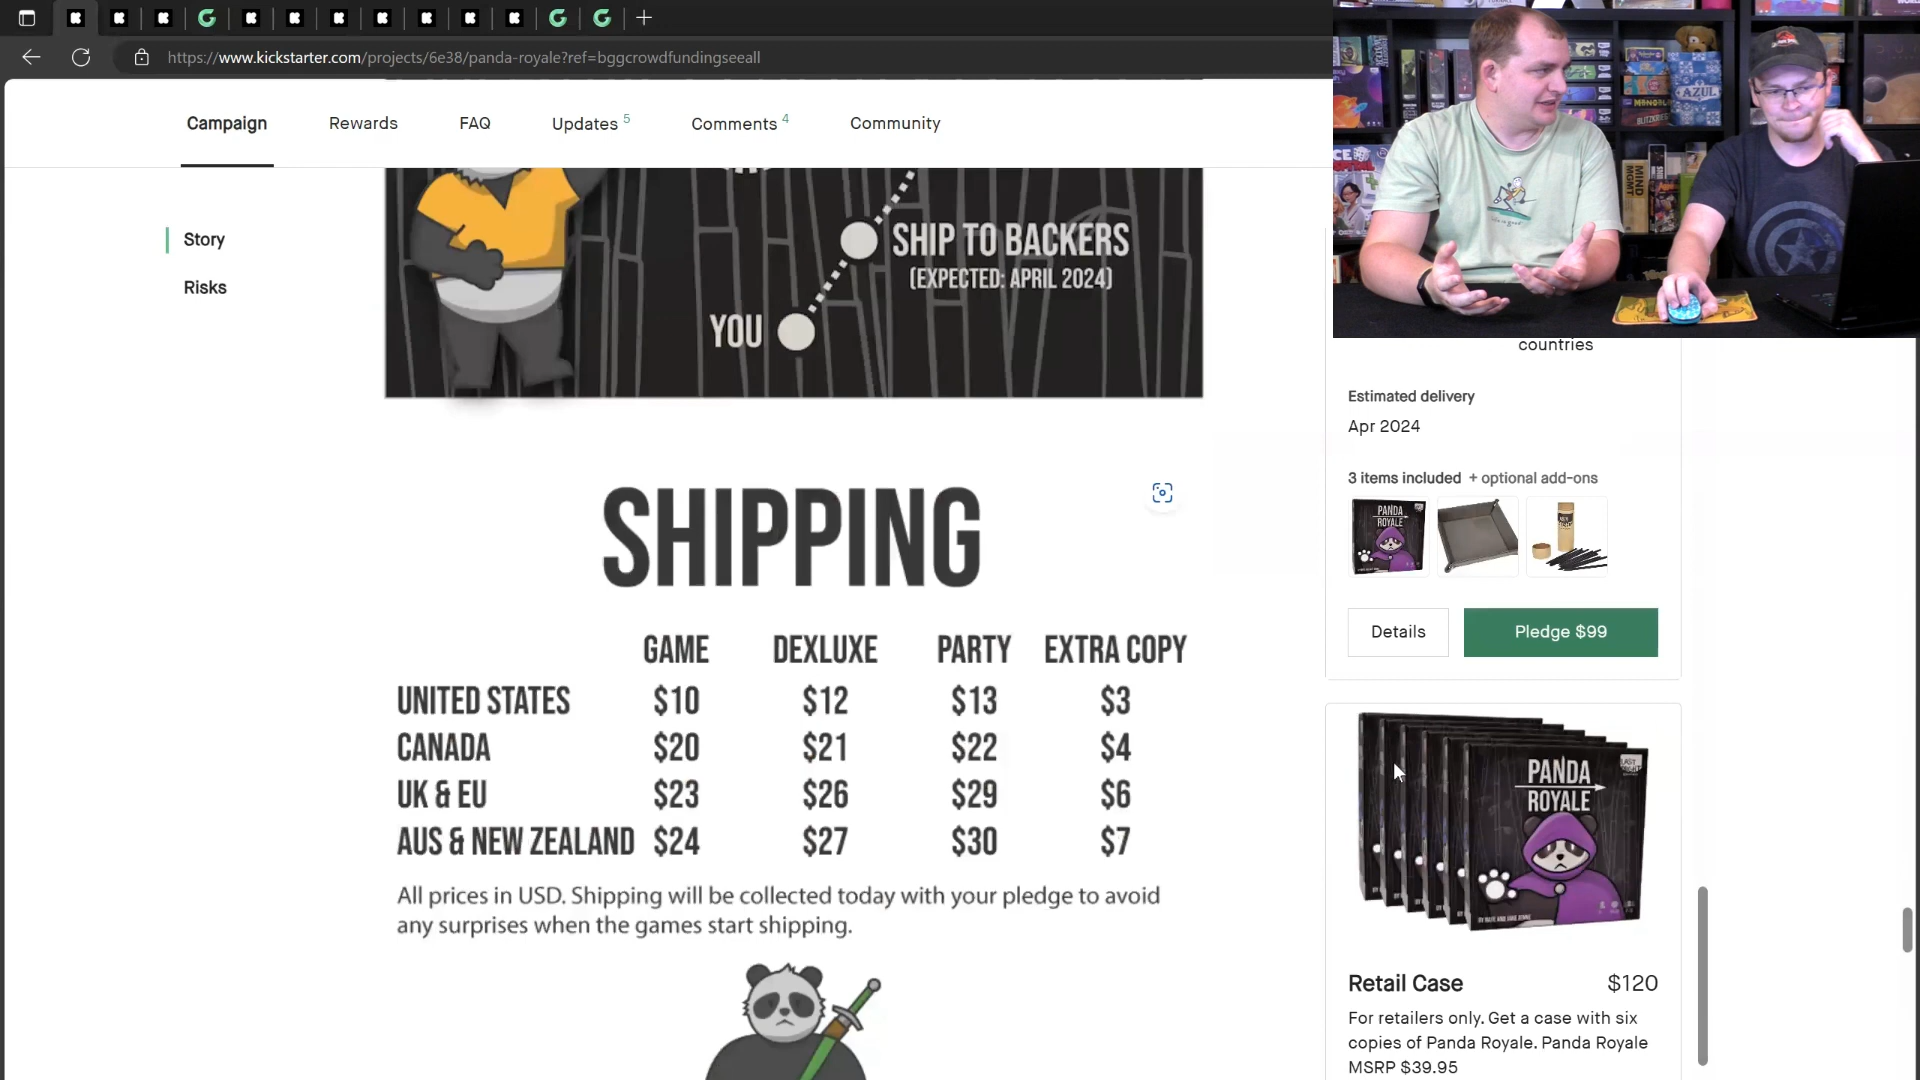 https://www.kickstarter.com/projects/6e38/panda-royale?ref=bggcrowdfundingseeall
Campaign
Rewards
FAQ
Updates 5
Comments 4
Community
Story
Risks
SHIP TO BACKERS
(EXPECTED: APRIL 2024)
YOU
SHIPPING
GAME DEXLUXE PARTY EXTRA COPY
UNITED STATES $10 $12 $13 $3
CANADA $20 $21 $22 $4
UK & EU $23 $26 $29 $6
AUS & NEW ZEALAND $24 $27 $30 $7
All prices in USD. Shipping will be collected today with your pledge to avoid
any surprises when the games start shipping.
AZUL
MIND
MGMT
countries
Estimated delivery
Apr 2024
3 items included + optional add-ons
PANDA
ROYALE
Details
Pledge $99
PANDA
ROYALE
Retail Case $120
For retailers only. Get a case with six
copies of Panda Royale. Panda Royale
MSRP $39.95